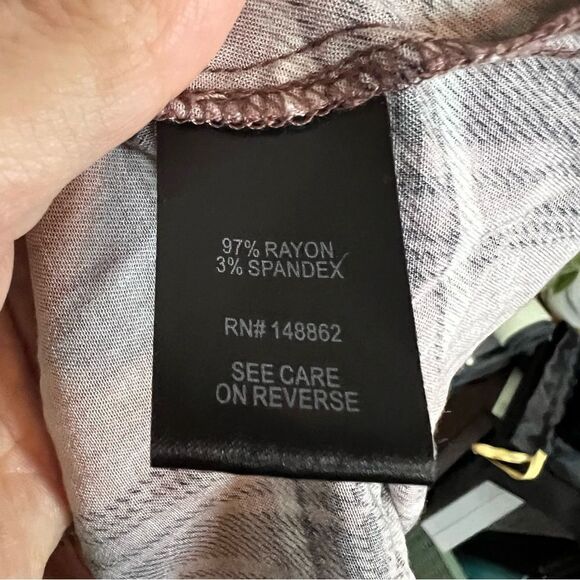 97% RAYON
3% SPANDEX
RN# 148862
SEE CARE
ON REVERSE